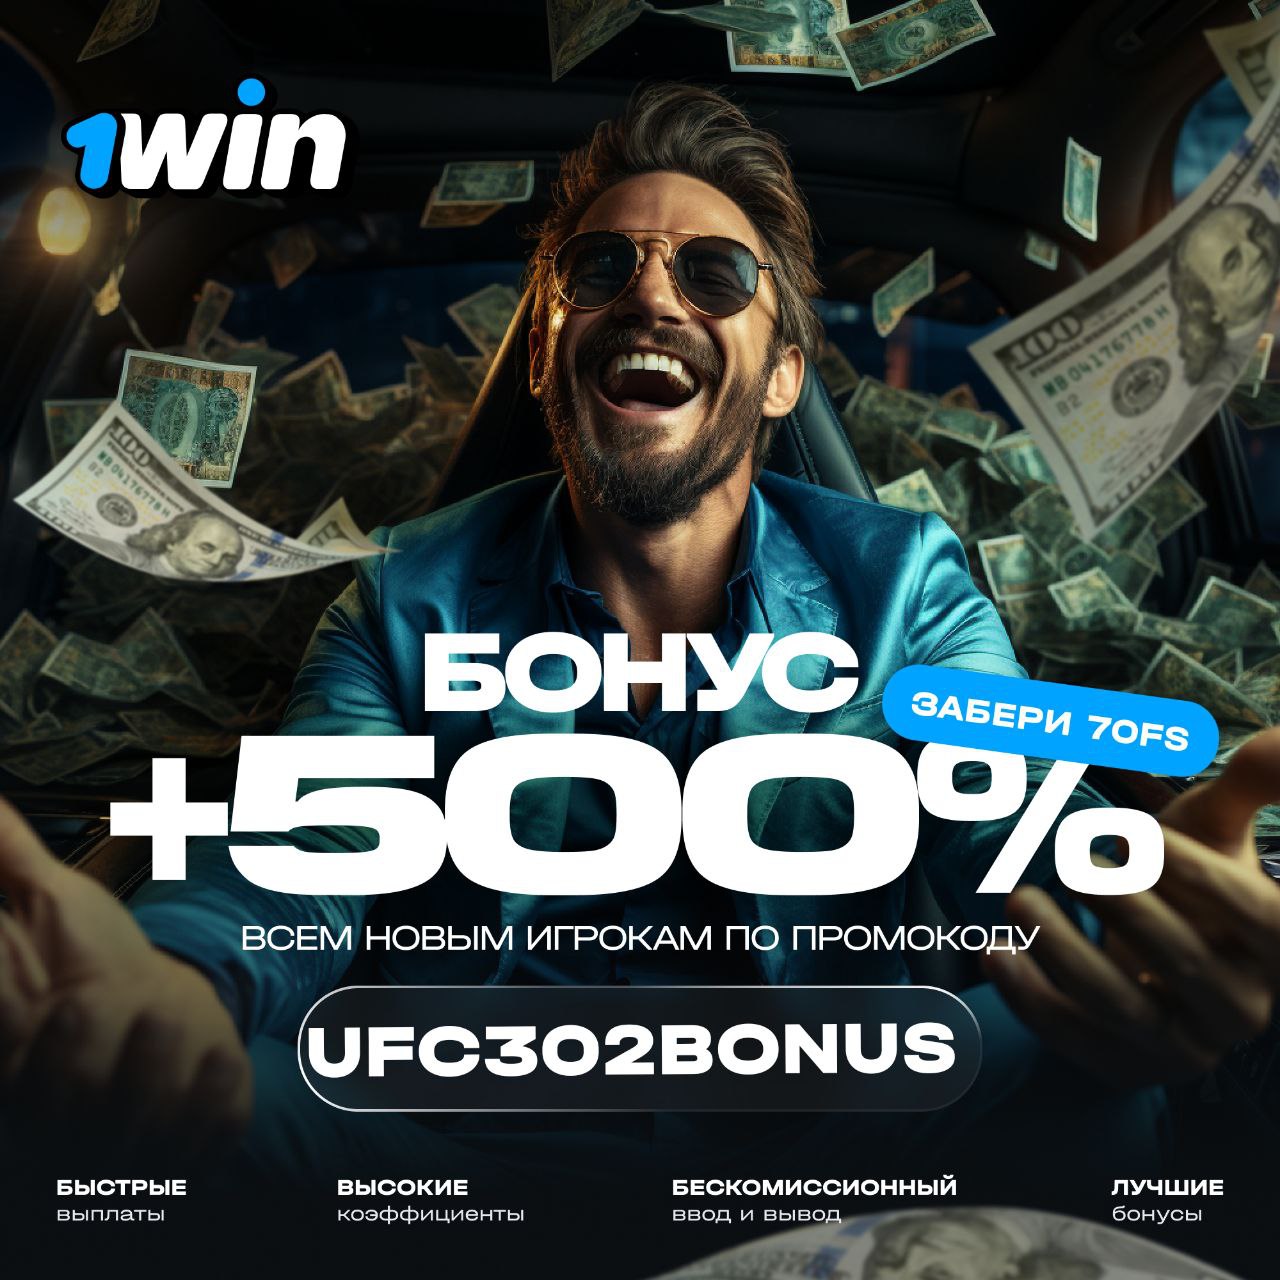 1win
БОНУС
ЗАБЕРИ 70FS
+500%
ВСЕМ НОВЫМ ИГРОКАМ ПО ПРОМОКОДУ
UFC302BONUS
БЫСТРЫЕ
выплаты
ВЫСОКИЕ
коэффициенты
БЕСКОМИССИОННЫЙ
ввод и вывод
ЛУЧШИЕ
бонусы